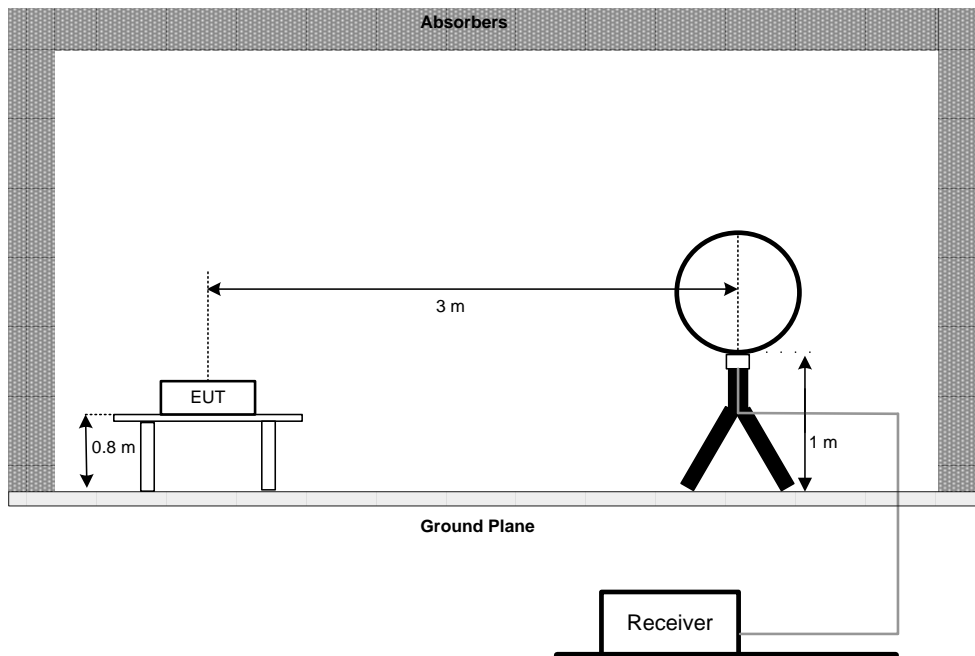 Absorbers
3 m
EUT
0.8 m
1 m
Ground Plane
Receiver